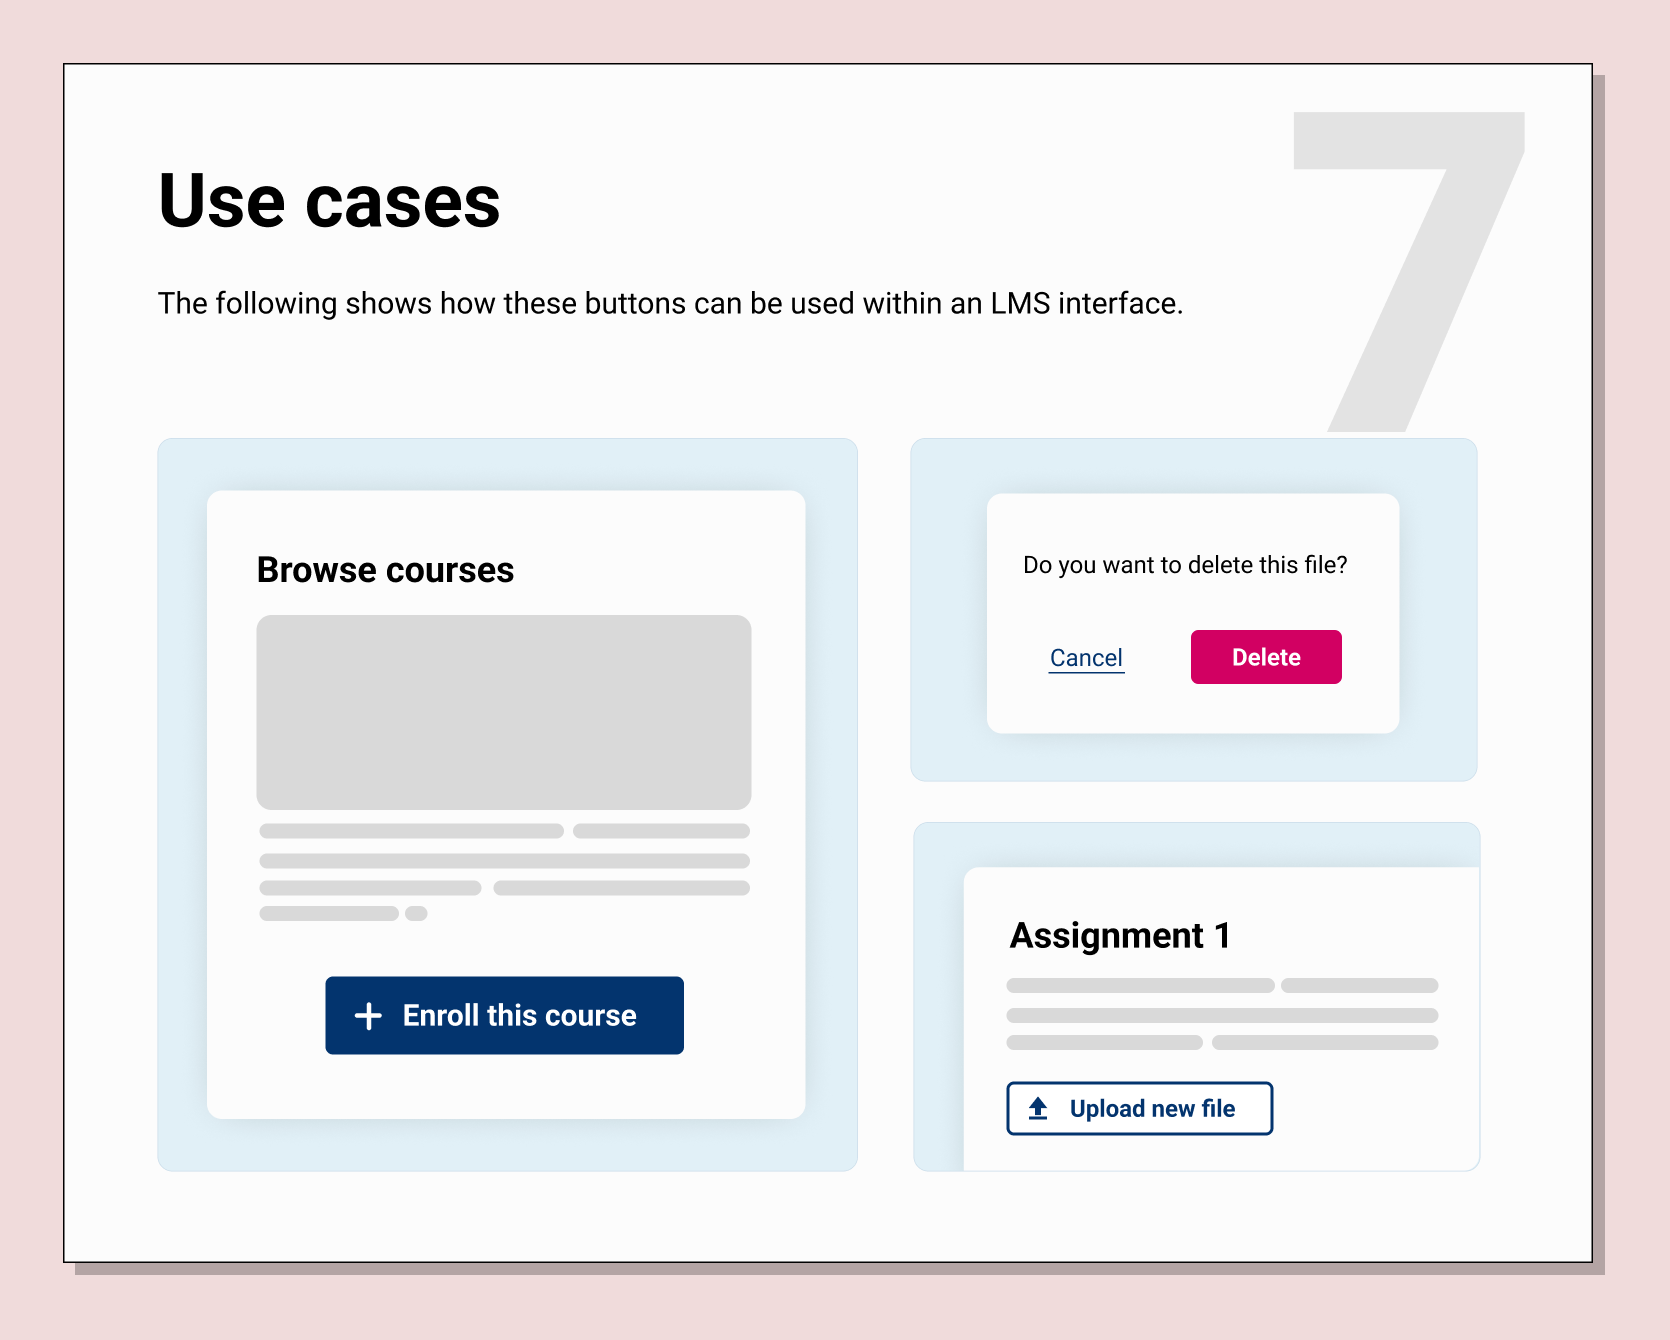 7
Use cases
The following shows how these buttons can be used within an LMS interface.
Browse courses
Enroll this course
Do you want to delete this file?
Cancel
Delete
Assignment 1
Upload new file